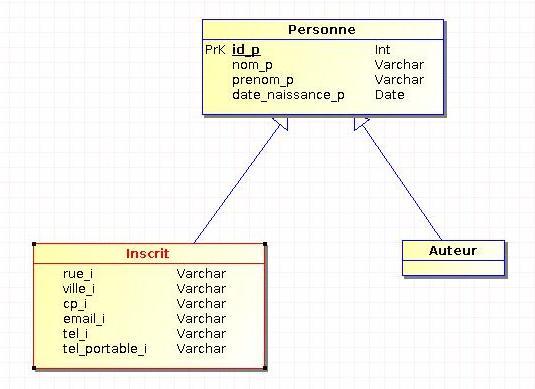 Personne
PrK id_p Int
nom_p Varchar
prenom_p Varchar
date_naissance_p Date
Inscrit
rue_i Varchar
ville_i Varchar
cp_i Varchar
email_i Varchar
tel_i Varchar
tel_portable_i Varchar
Auteur